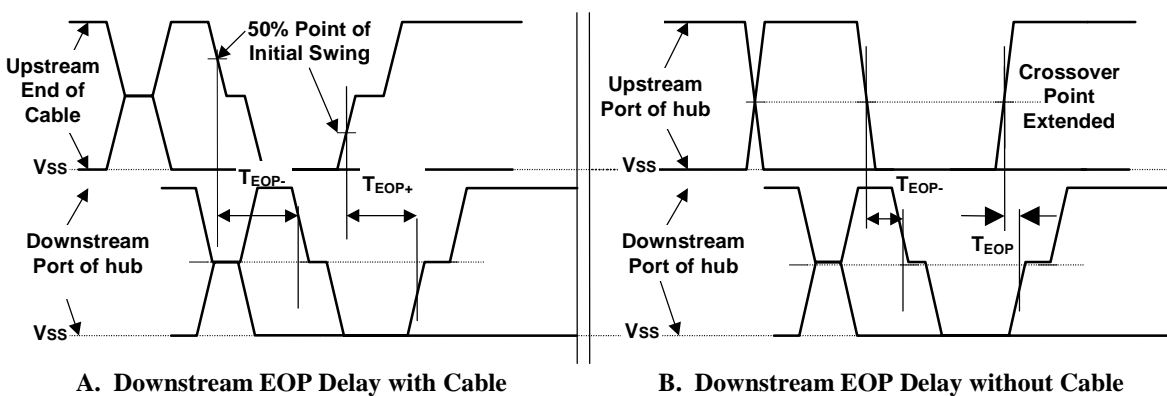 50% Point of
Initial Swing
Upstream
End of
Cable
VSS
TEOP-
TEOP+
Downstream
Port of hub
VSS
A. Downstream EOP Delay with Cable
Upstream
Port of hub
Crossover
Point
Extended
VSS
TEOP-
TEOP
Downstream
Port of hub
VSS
B. Downstream EOP Delay without Cable